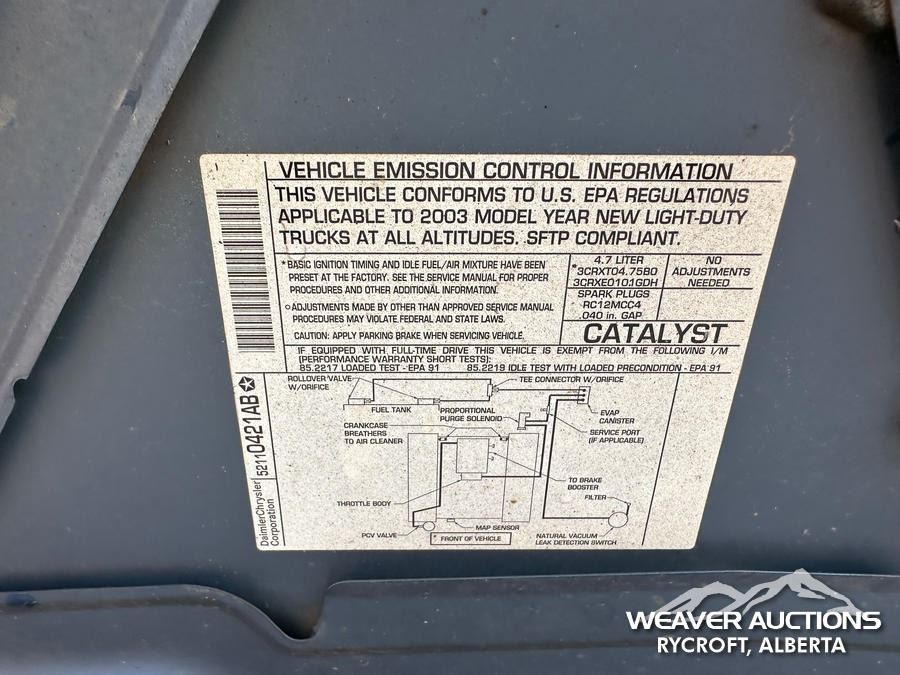 VEHICLE EMISSION CONTROL INFORMATION
THIS VEHICLE CONFORMS TO U.S. EPA REGULATIONS
APPLICABLE TO 2003 MODEL YEAR NEW LIGHT-DUTY
TRUCKS AT ALL ALTITUDES. SFTP COMPLIANT.
*BASIC IGNITION TIMING AND IDLE FUEL/AIR MIXTURE HAVE BEEN
PRESET AT THE FACTORY. SEE THE SERVICE MANUAL FOR PROPER
PROCEDURES AND OTHER ADDITIONAL INFORMATION.
○ADJUSTMENTS MADE BY OTHER THAN APPROVED SERVICE MANUAL
PROCEDURES MAY VIOLATE FEDERAL AND STATE LAWS.
CAUTION: APPLY PARKING BRAKE WHEN SERVICING VEHICLE.
4.7 LITER
*3CRXT04.75B0
3CRXE0101GDH
SPARK PLUGS
RC12MCC4
.040 in. GAP
NO
ADJUSTMENTS
NEEDED
CATALYST
IF EQUIPPED WITH FULL-TIME DRIVE THIS VEHICLE IS EXEMPT FROM THE FOLLOWING I/M
(PERFORMANCE WARRANTY SHORT TESTS):
85.2217 LOADED TEST - EPA 91 85.2219 IDLE TEST WITH LOADED PRECONDITION - EPA 91
ROLLOVER VALVE
W/ORIFICE
TEE CONNECTOR W/ORIFICE
FUEL TANK
PROPORTIONAL
PURGE SOLENOID
EVAP
CANISTER
CRANKCASE
BREATHERS
TO AIR CLEANER
SERVICE PORT
(IF APPLICABLE)
TO BRAKE
BOOSTER
THROTTLE BODY
FILTER
MAP SENSOR
PCV VALVE
* FRONT OF VEHICLE
NATURAL VACUUM
LEAK DETECTION SWITCH
DaimlerChrysler
Corporation
52110421AB
WEAVER AUCTIONS
RYCROFT, ALBERTA